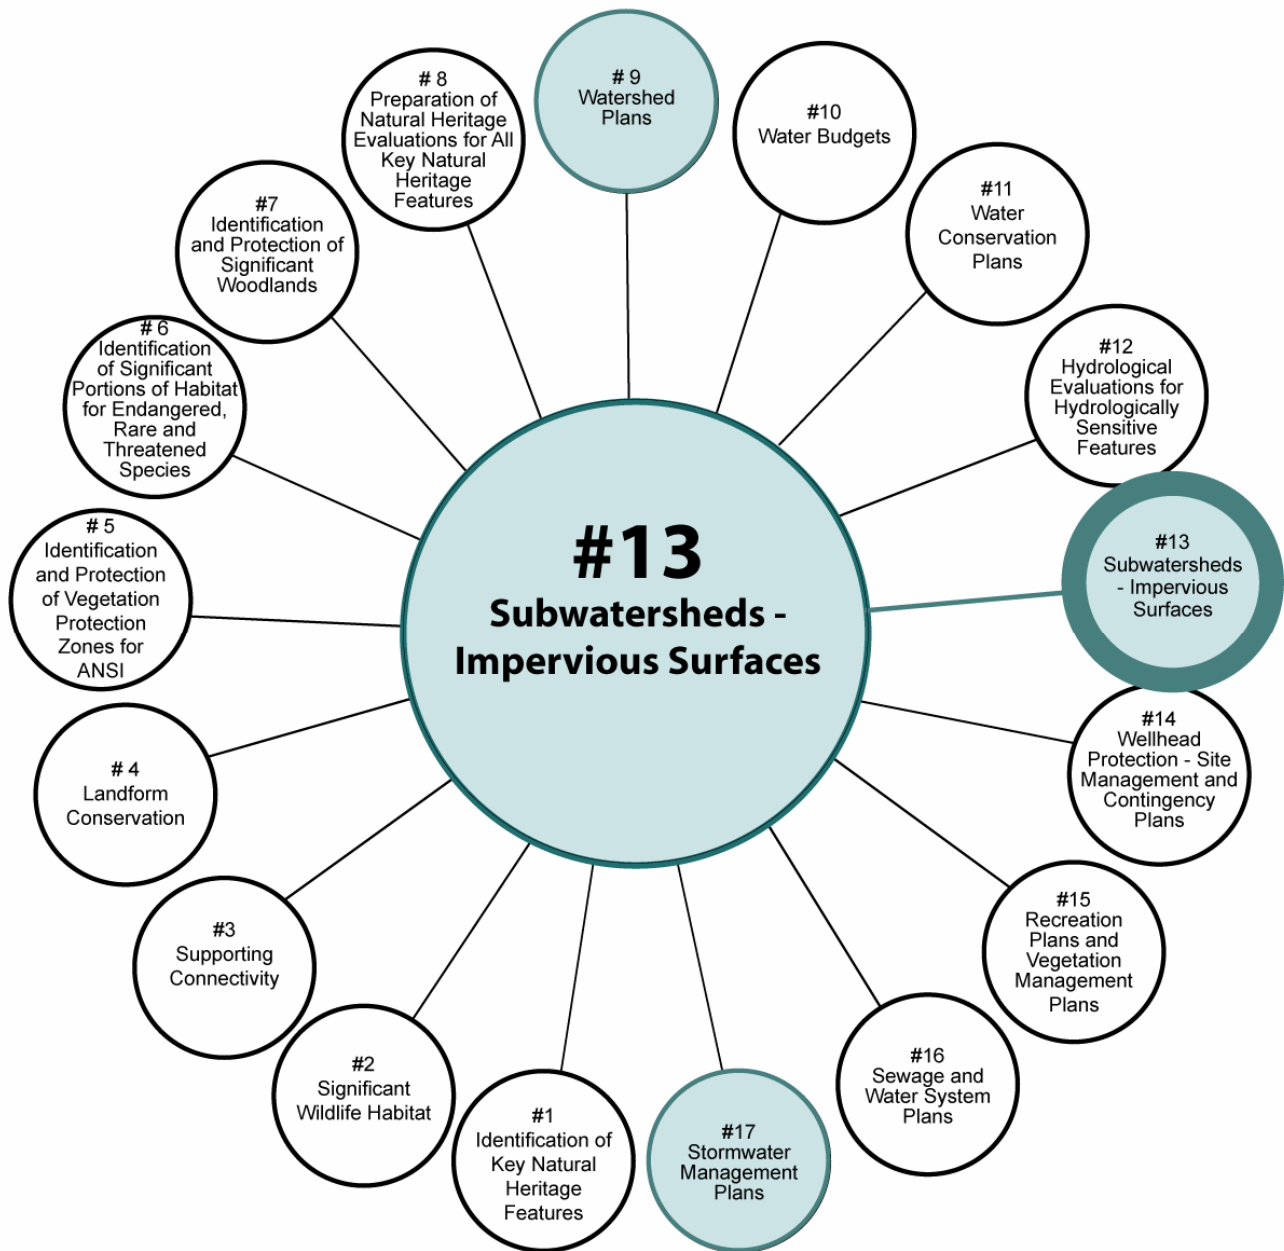 # 8
Preparation of
Natural Heritage
Evaluations for All
Key Natural
Heritage
Features
# 9
Watershed
Plans
#10
Water Budgets
#11
Water
Conservation
Plans
#12
Hydrological
Evaluations for
Hydrologically
Sensitive
Features
#13
Subwatersheds
- Impervious
Surfaces
#14
Wellhead
Protection - Site
Management and
Contingency
Plans
#15
Recreation
Plans and
Vegetation
Management
Plans
#16
Sewage and
Water System
Plans
#17
Stormwater
Management
Plans
#1
Identification of
Key Natural
Heritage
Features
#2
Significant
Wildlife Habitat
#3
Supporting
Connectivity
# 4
Landform
Conservation
# 5
Identification
and Protection
of Vegetation
Protection
Zones for
ANSI
# 6
Identification
of Significant
Portions of Habitat
for Endangered,
Rare and
Threatened
Species
#7
Identification
and Protection of
Significant
Woodlands
#13
Subwatersheds -
Impervious Surfaces